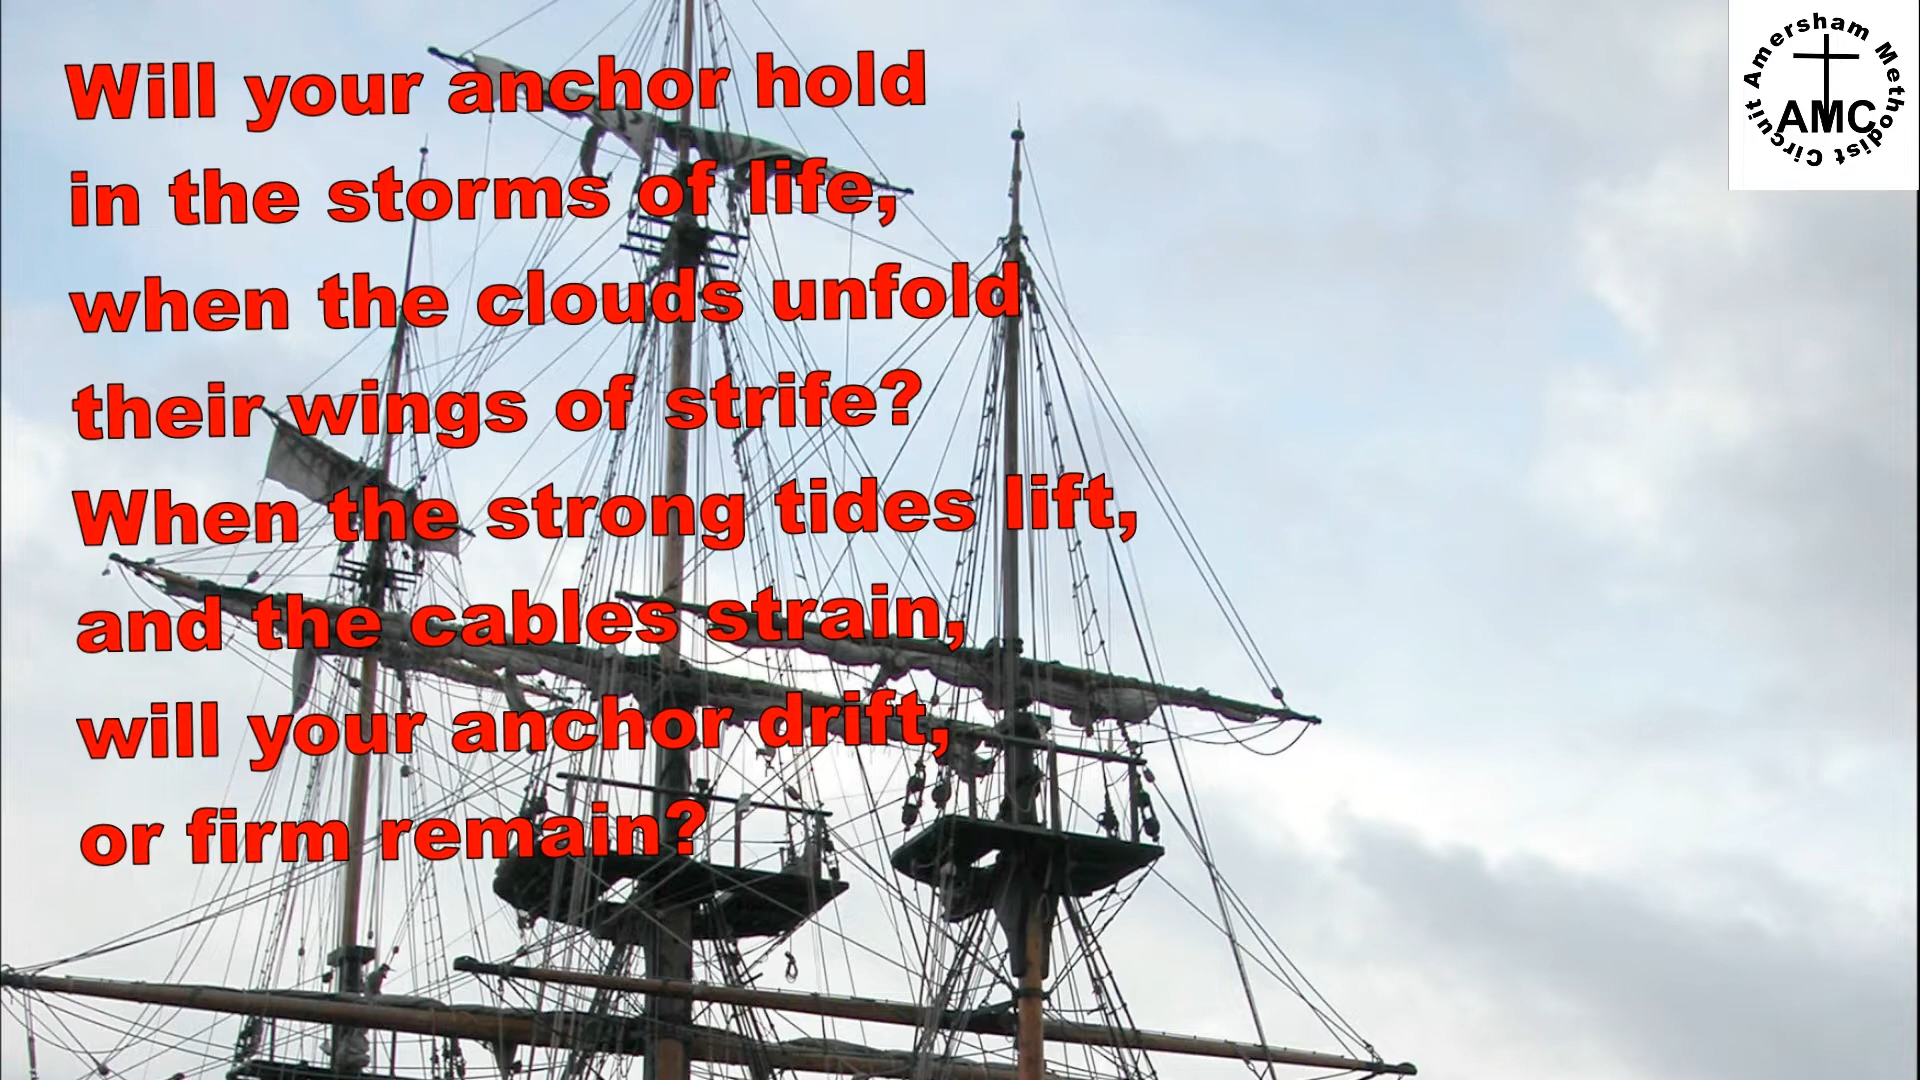 Will your anchor hold
in the storms of life,
when the clouds unfold
their wings of strife?
When the strong tides lift,
and the cables strain,
will your anchor drift,
or firm remain?
Amersham Methodist Circuit
AMC